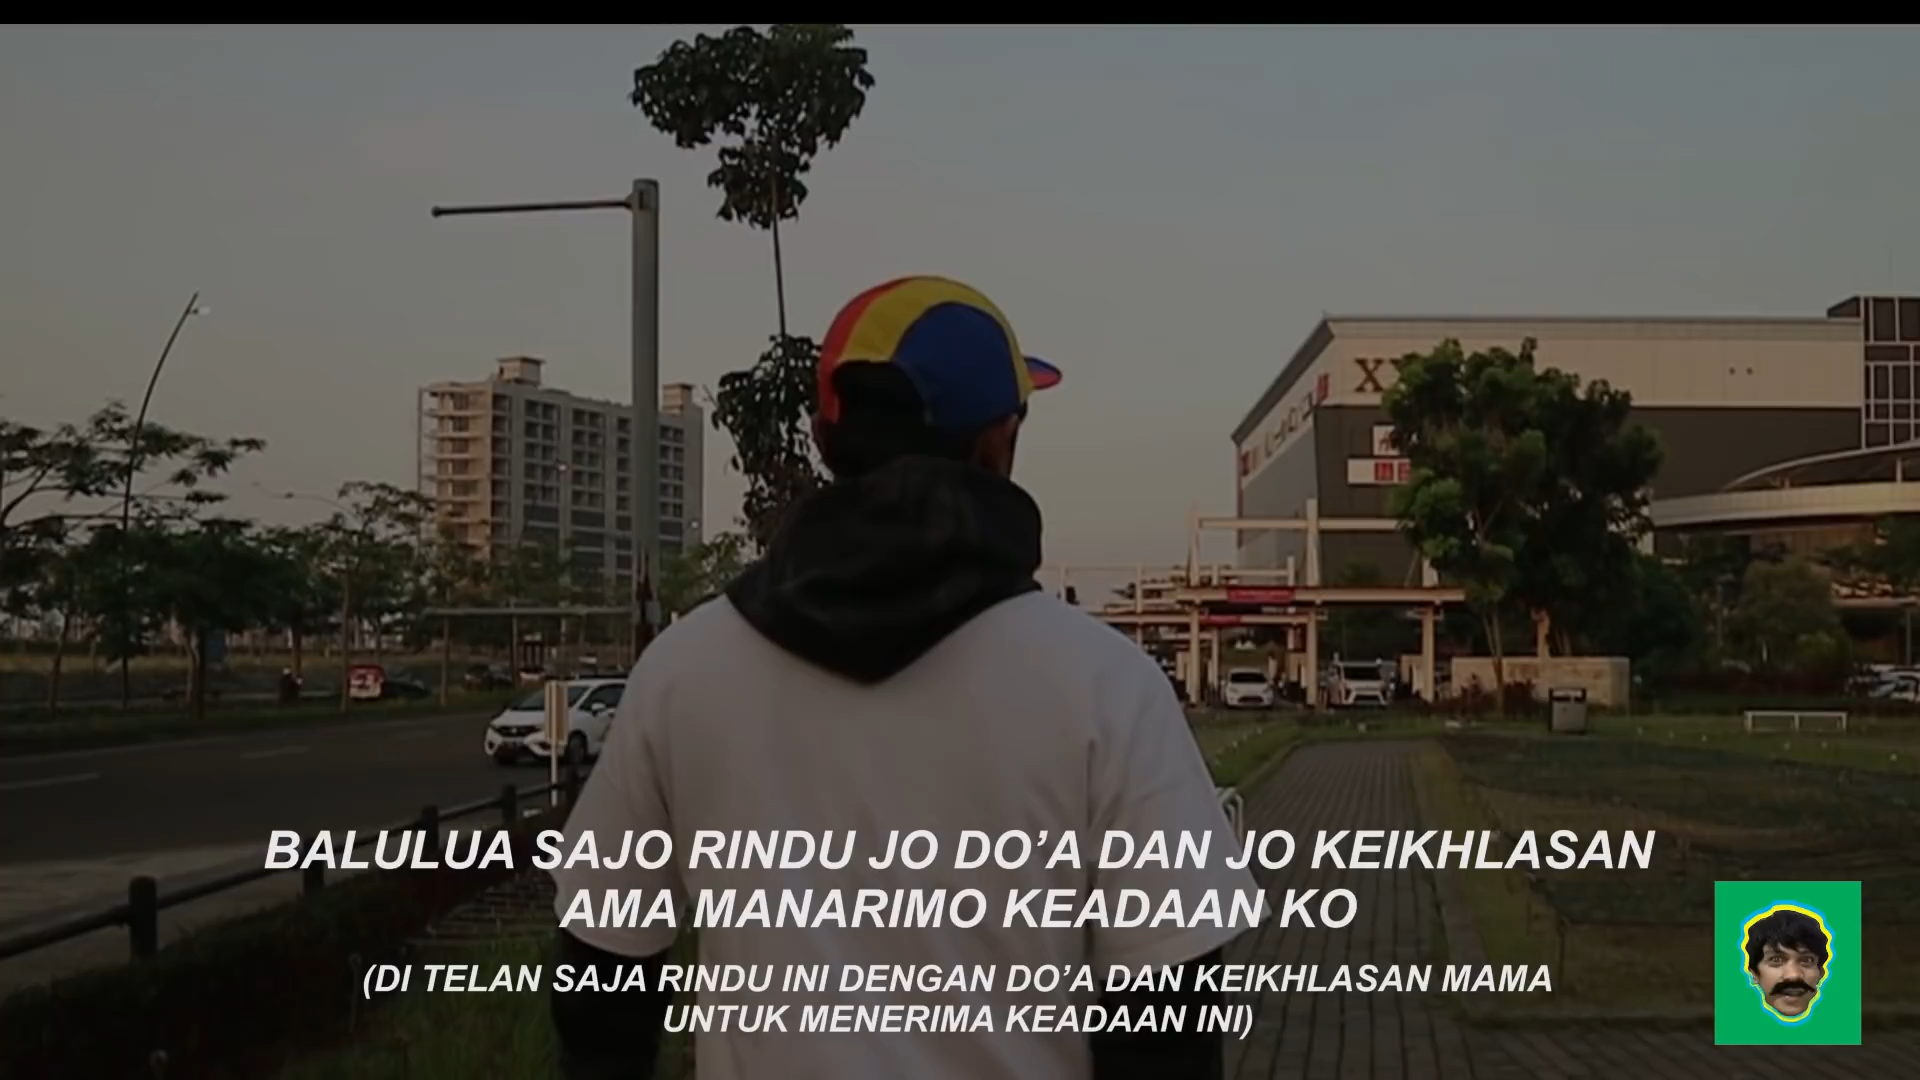 BALULUA SAJO RINDU JO DO’A DAN JO KEIKHLASAN
AMA MANARIMO KEADAAN KO
(DI TELAN SAJA RINDU INI DENGAN DO’A DAN KEIKHLASAN MAMA
UNTUK MENERIMA KEADAAN INI)